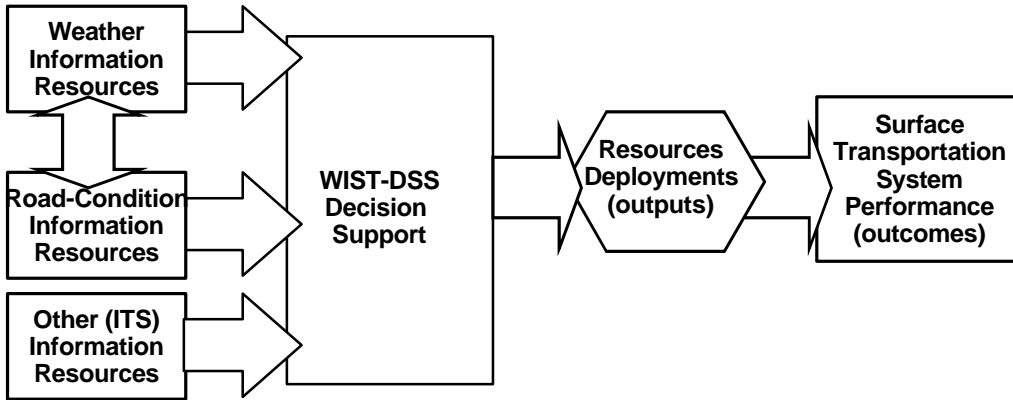 Weather
Information
Resources
Road-Condition
Information
Resources
Other (ITS)
Information
Resources
WIST-DSS
Decision
Support
Resources
Deployments
(outputs)
Surface
Transportation
System
Performance
(outcomes)